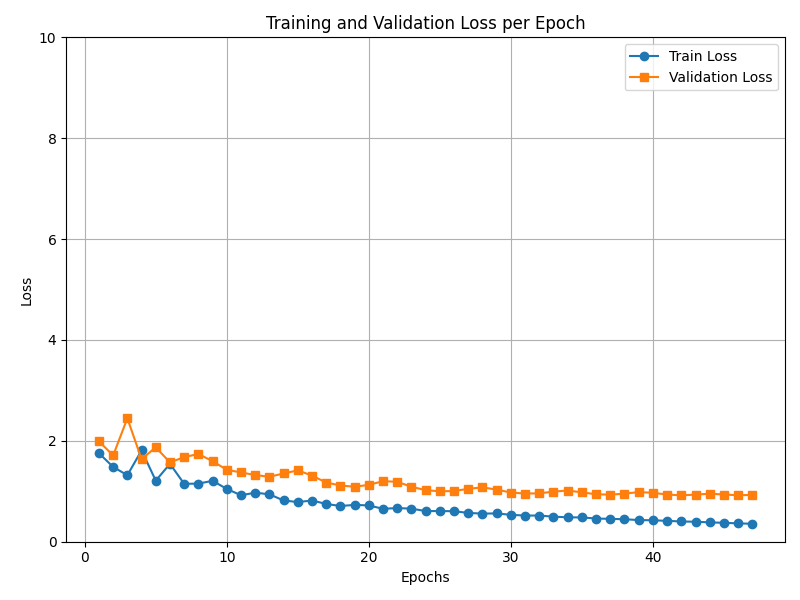 Training and Validation Loss per Epoch
10
8
6
4
2
0
Loss
Train Loss
Validation Loss
0 10 20 30 40
Epochs